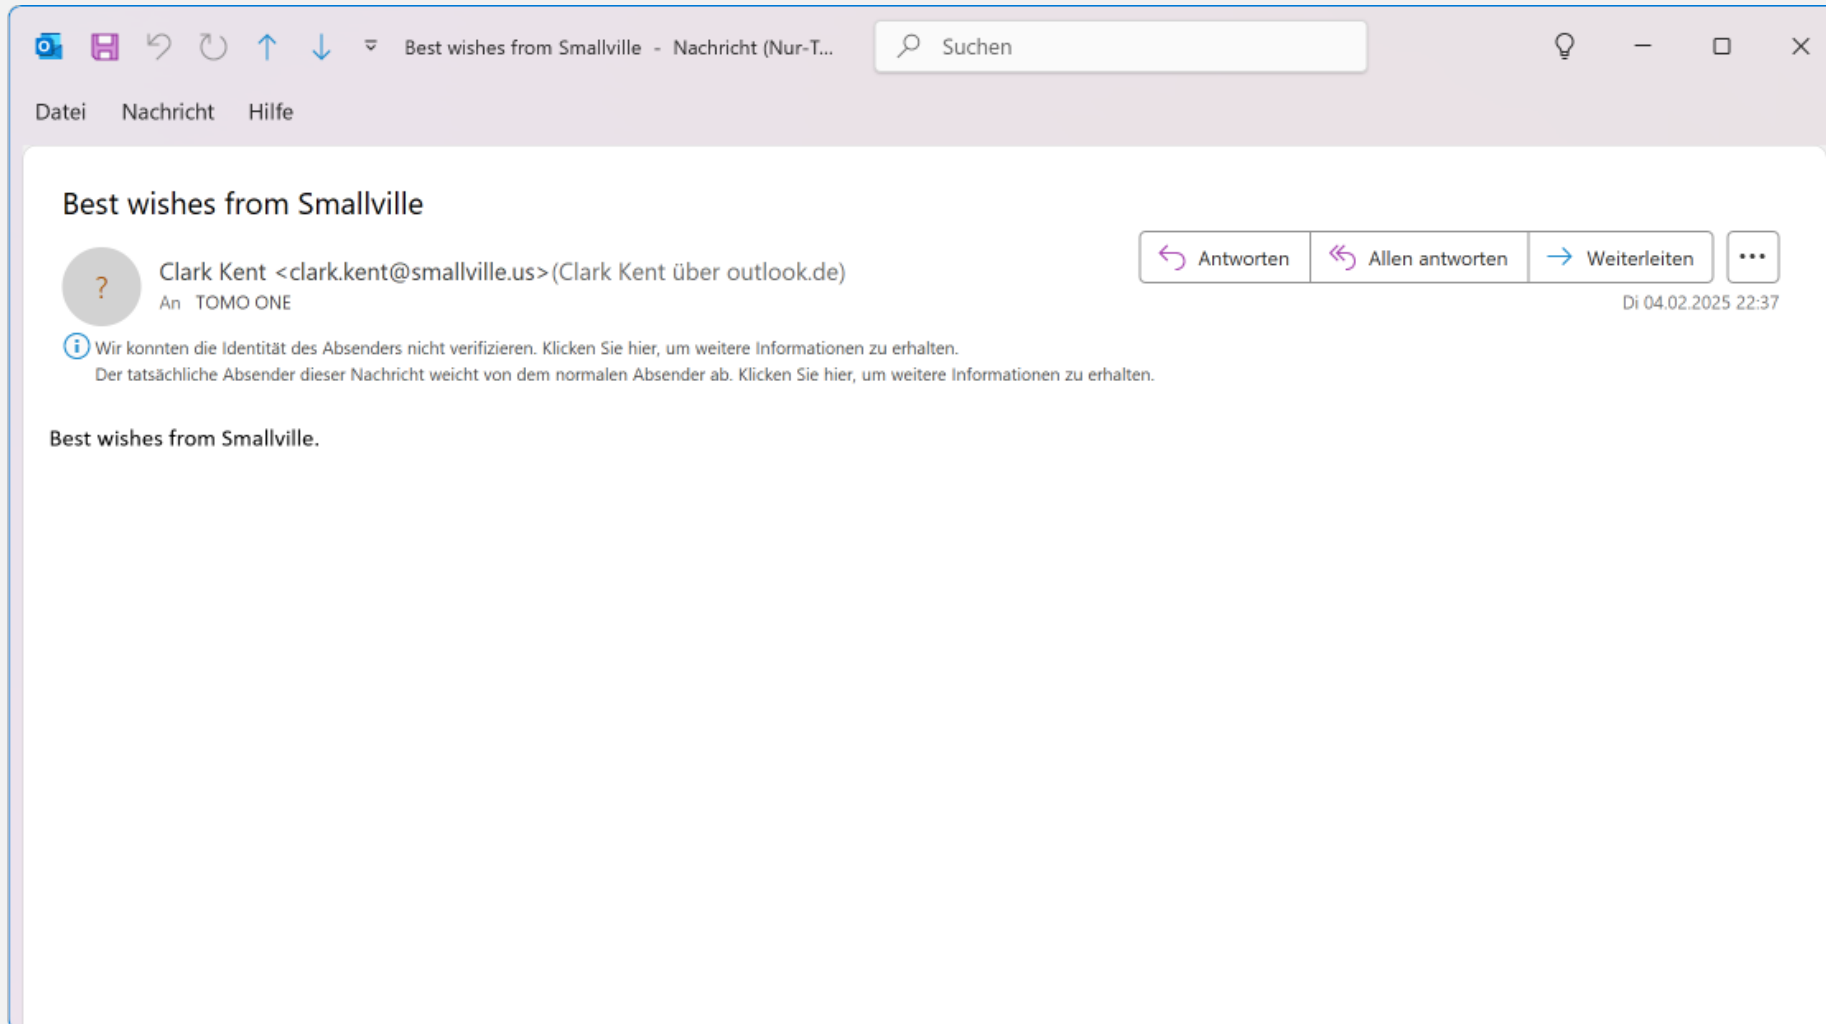 Best wishes from Smallville - Nachricht (Nur-T...
Suchen
Datei Nachricht Hilfe
Best wishes from Smallville
?
Clark Kent <clark.kent@smallville.us>(Clark Kent über outlook.de)
An TOMO ONE
Antworten
Allen antworten
Weiterleiten
Di 04.02.2025 22:37
Wir konnten die Identität des Absenders nicht verifizieren. Klicken Sie hier, um weitere Informationen zu erhalten.
Der tatsächliche Absender dieser Nachricht weicht von dem normalen Absender ab. Klicken Sie hier, um weitere Informationen zu erhalten.
Best wishes from Smallville.